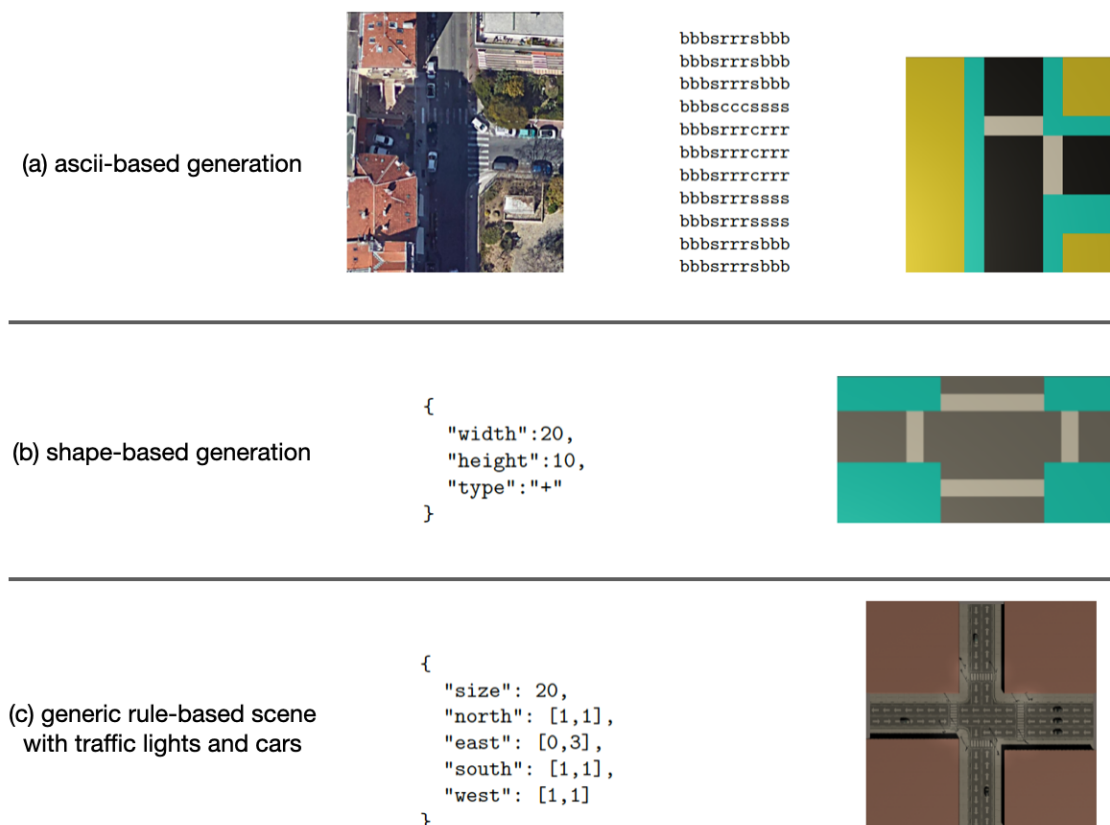 (a) ascii-based generation
bbbsrrrsbbb
bbbsrrrsbbb
bbbsrrrsbbb
bbbscccssss
bbbsrrrcrrr
bbbsrrrcrrr
bbbsrrrcrrr
bbbsrrrssss
bbbsrrrssss
bbbsrrrsbbb
bbbsrrrsbbb
(b) shape-based generation
{
"width":20,
"height":10,
"type":"+"
}
(c) generic rule-based scene
with traffic lights and cars
{
"size": 20,
"north": [1,1],
"east": [0,3],
"south": [1,1],
"west": [1,1]
}